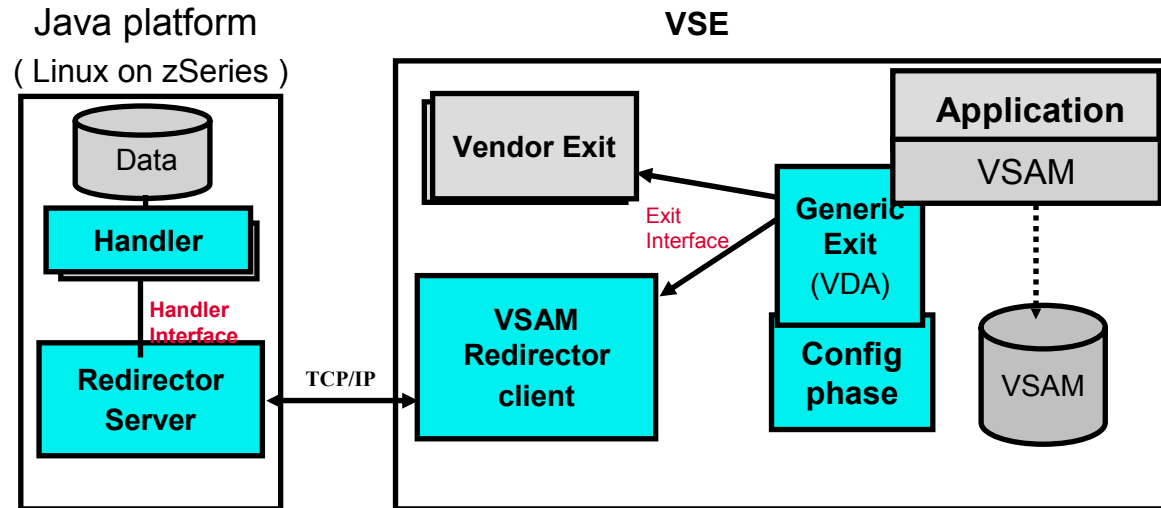 Java platform
( Linux on zSeries )
Data
Handler
Handler
Interface
Redirector
Server
TCP/IP
VSE
Vendor Exit
Exit
Interface
VSAM
Redirector
client
Generic
Exit
(VDA)
Config
phase
Application
VSAM
VSAM